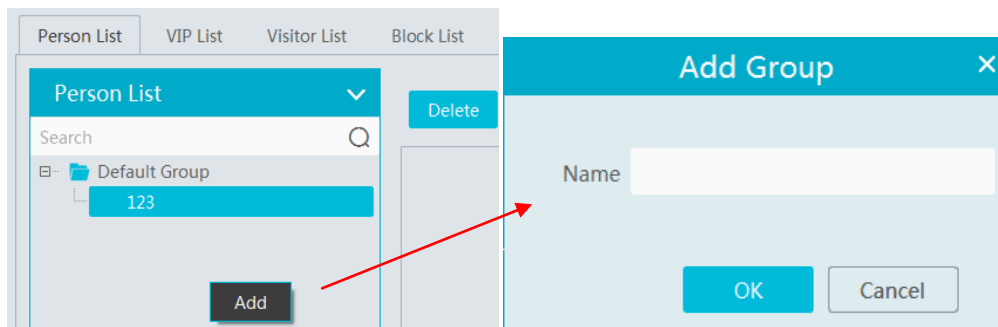 Person List VIP List Visitor List Block List
Person List
Delete
Search
Default Group
123
Add
Add Group
Name
OK Cancel